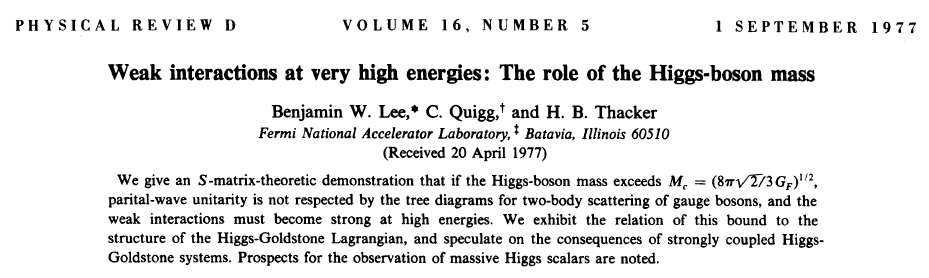 PHYSICAL REVIEW D VOLUME 16, NUMBER 5 1 SEPTEMBER 1977
Weak interactions at very high energies: The role of the Higgs-boson mass
Benjamin W. Lee,* C. Quigg,† and H. B. Thacker
Fermi National Accelerator Laboratory,‡ Batavia, Illinois 60510
(Received 20 April 1977)
We give an S-matrix-theoretic demonstration that if the Higgs-boson mass exceeds M_c = (8π√2/3G_F)^{1/2},
parital-wave unitarity is not respected by the tree diagrams for two-body scattering of gauge bosons, and the
weak interactions must become strong at high energies. We exhibit the relation of this bound to the
structure of the Higgs-Goldstone Lagrangian, and speculate on the consequences of strongly coupled Higgs-
Goldstone systems. Prospects for the observation of massive Higgs scalars are noted.